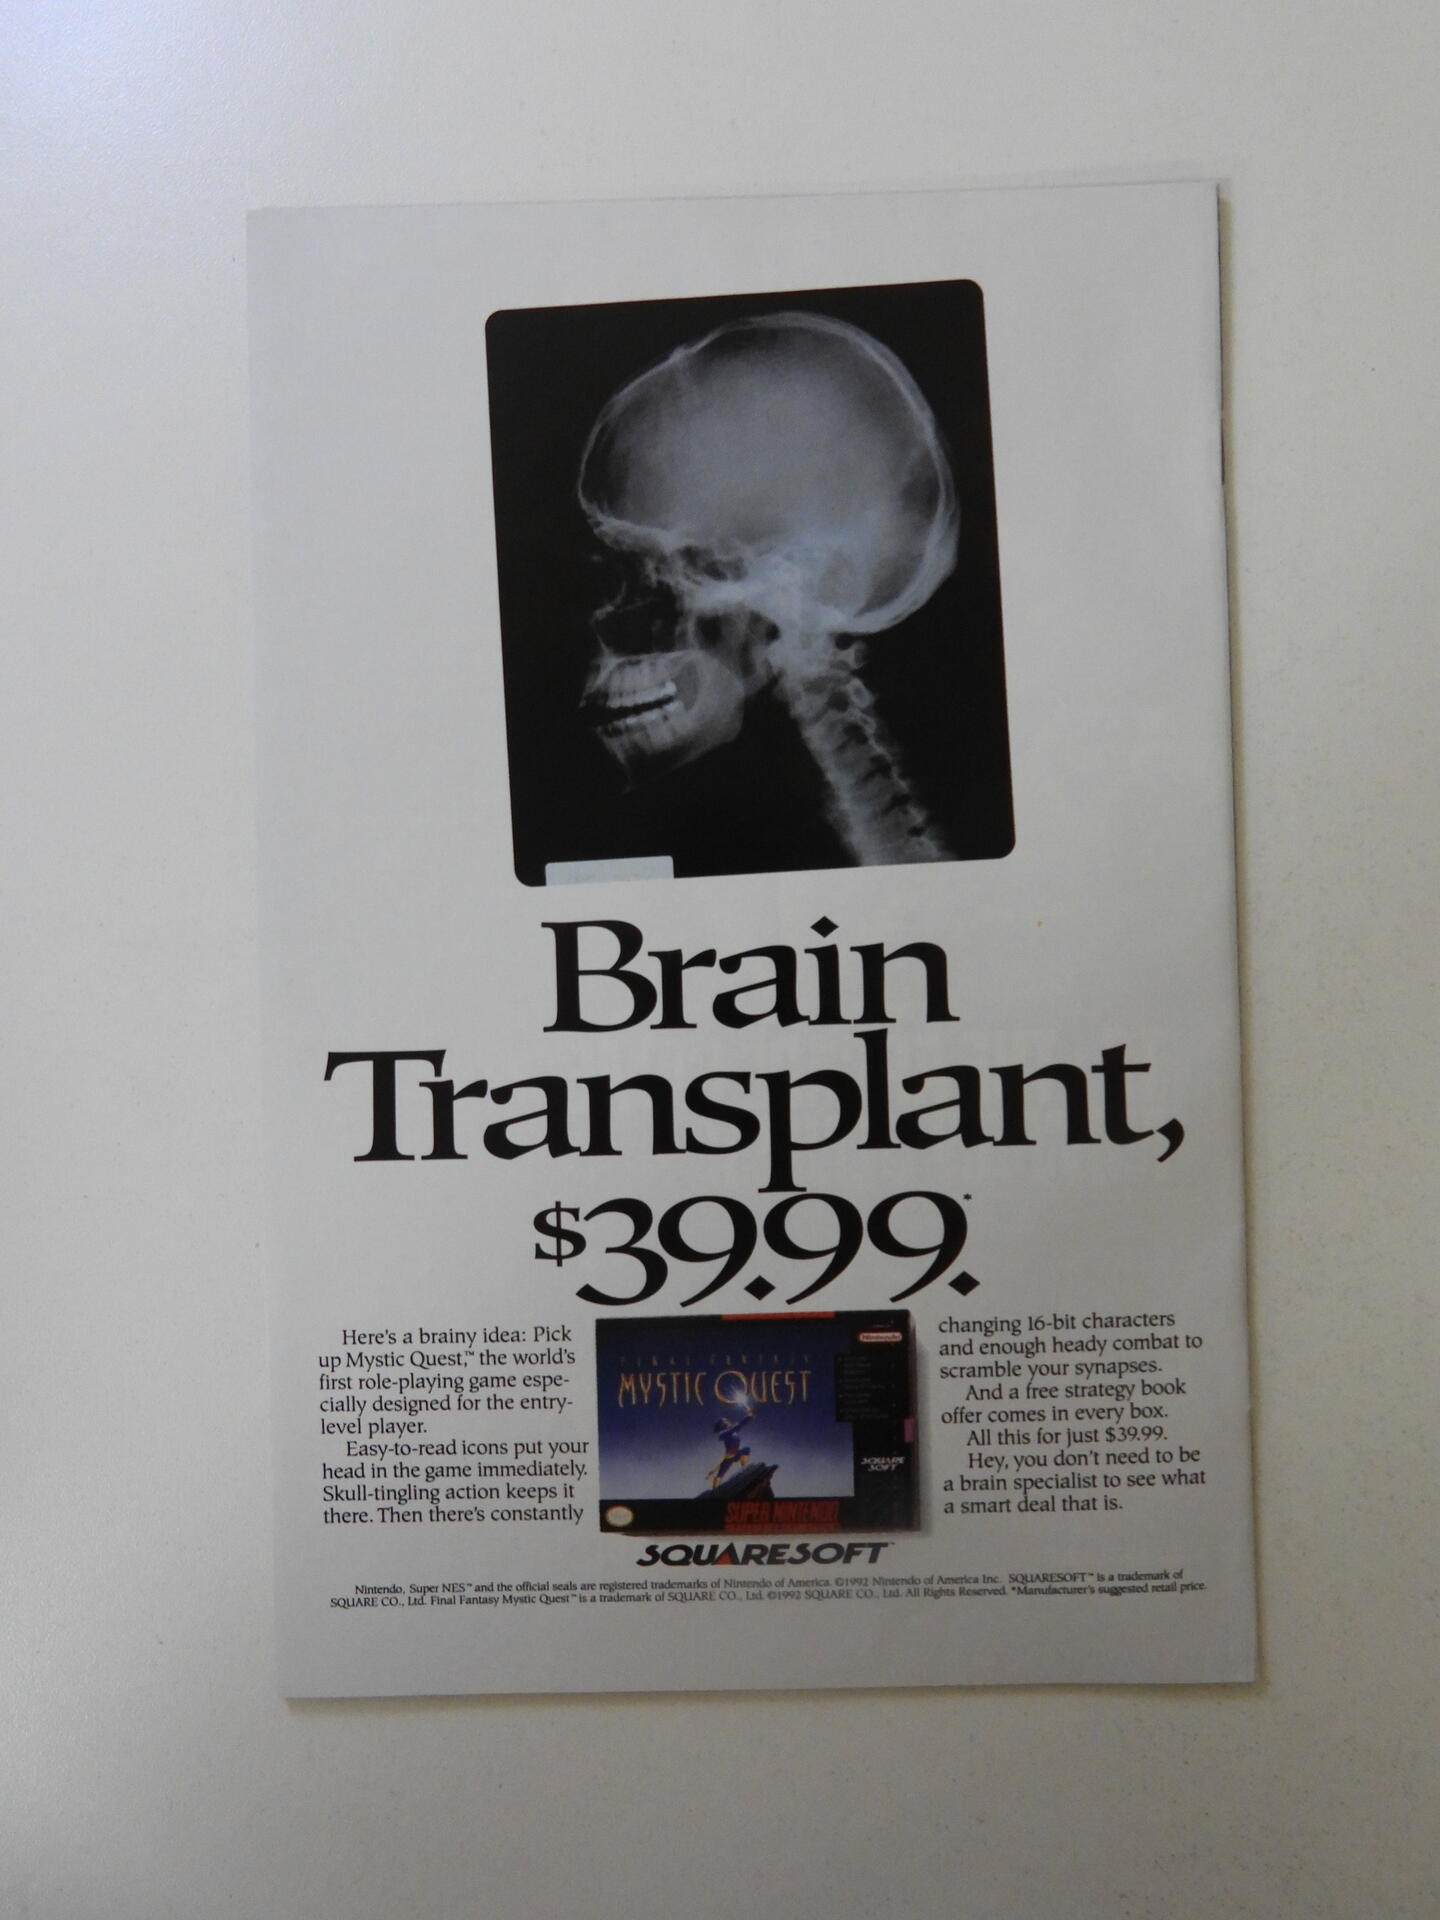 Brain
Transplant,
$39.99.*
Here's a brainy idea: Pick
up Mystic Quest,™ the world's
first role-playing game espe-
cially designed for the entry-
level player.
Easy-to-read icons put your
head in the game immediately.
Skull-tingling action keeps it
there. Then there's constantly
FINAL FANTASY
MYSTIC QUEST
Nintendo
SQUARE
SOFT
SUPER NINTENDO
changing 16-bit characters
and enough heady combat to
scramble your synapses.
And a free strategy book
offer comes in every box.
All this for just $39.99.
Hey, you don't need to be
a brain specialist to see what
a smart deal that is.
SQUARESOFT™
Nintendo, Super NES™ and the official seals are registered trademarks of Nintendo of America. ©1992 Nintendo of America Inc. SQUARESOFT™ is a trademark of
SQUARE CO., Ltd. Final Fantasy Mystic Quest™ is a trademark of SQUARE CO., Ltd. ©1992 SQUARE CO., Ltd. All Rights Reserved. *Manufacturer's suggested retail price.